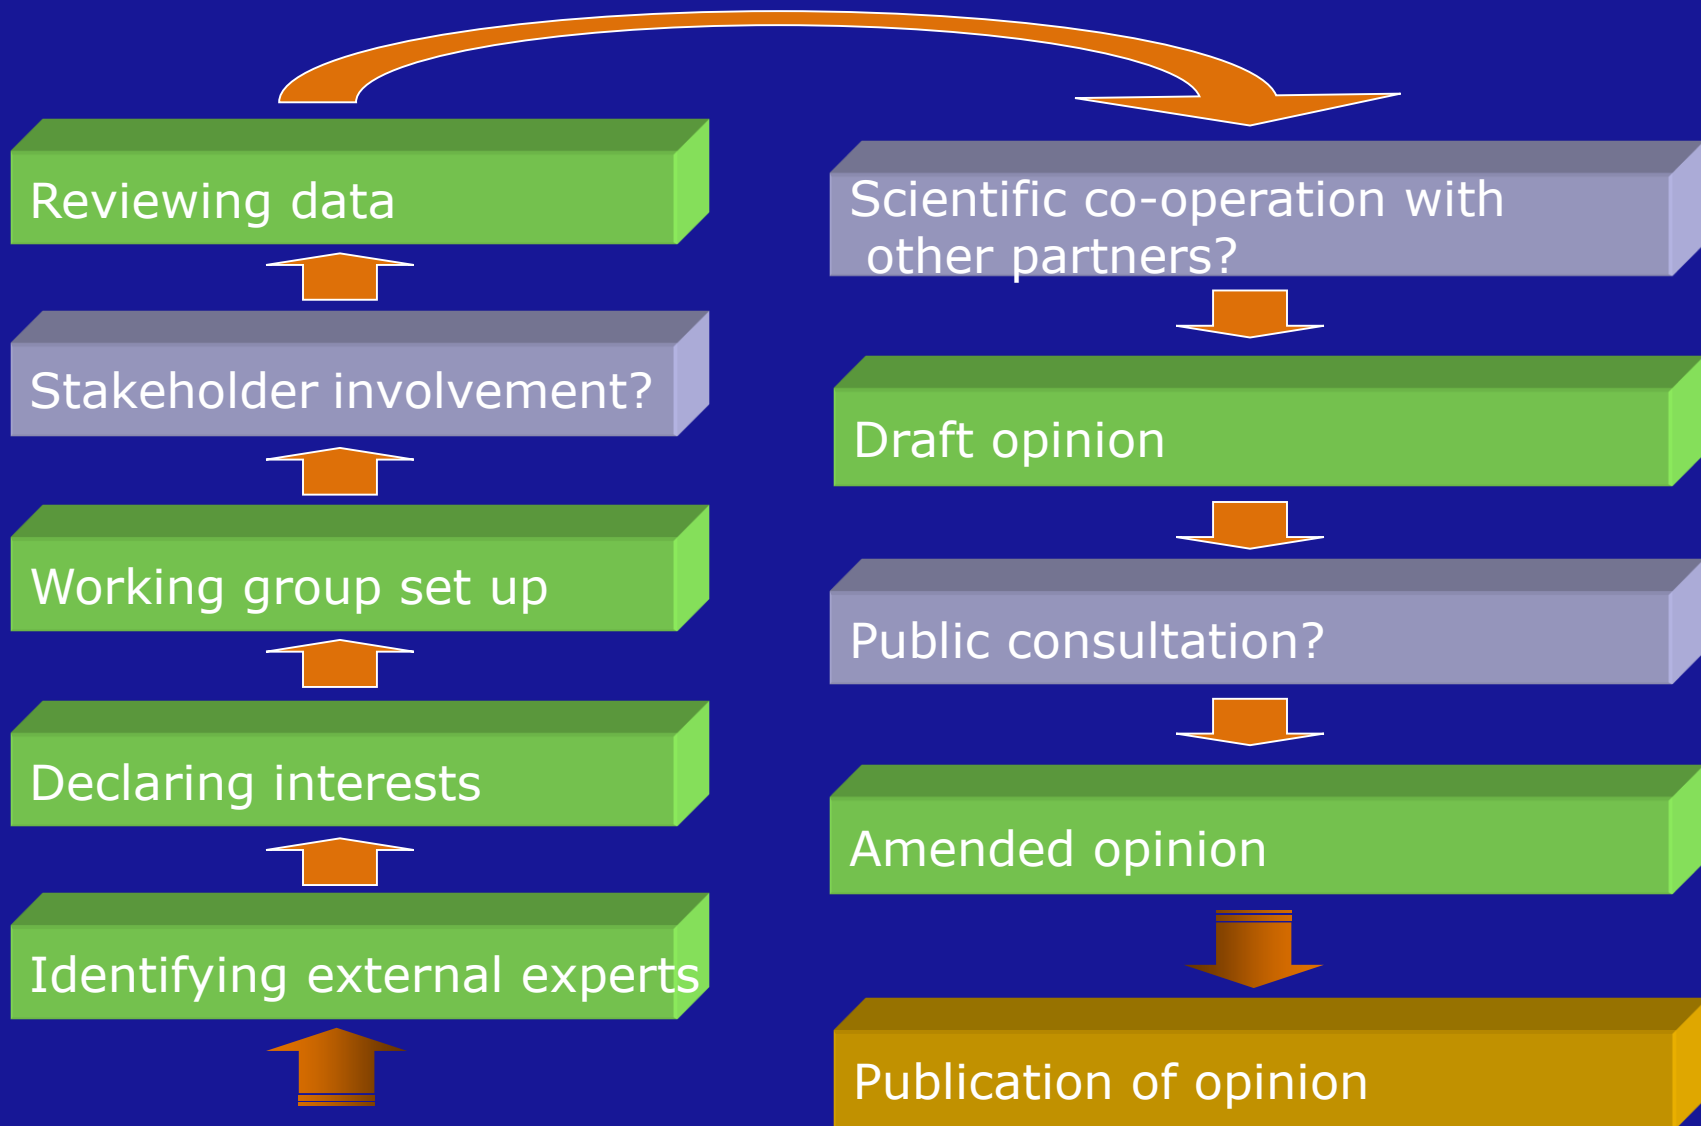 Reviewing data
Stakeholder involvement?
Working group set up
Declaring interests
Identifying external experts
Scientific co-operation with
other partners?
Draft opinion
Public consultation?
Amended opinion
Publication of opinion